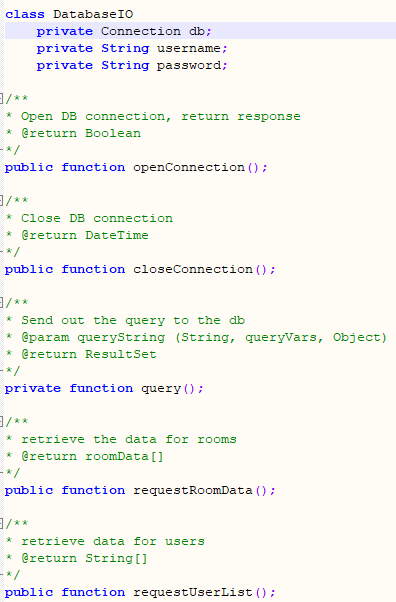 class DatabaseIO
private Connection db;
private String username;
private String password;
/**
* Open DB connection, return response
* @return Boolean
*/
public function openConnection();
/**
* Close DB connection
* @return DateTime
*/
public function closeConnection();
/**
* Send out the query to the db
* @param queryString (String, queryVars, Object)
* @return ResultSet
*/
private function query();
/**
* retrieve the data for rooms
* @return roomData[]
*/
public function requestRoomData();
/**
* retrieve data for users
* @return String[]
*/
public function requestUserList();